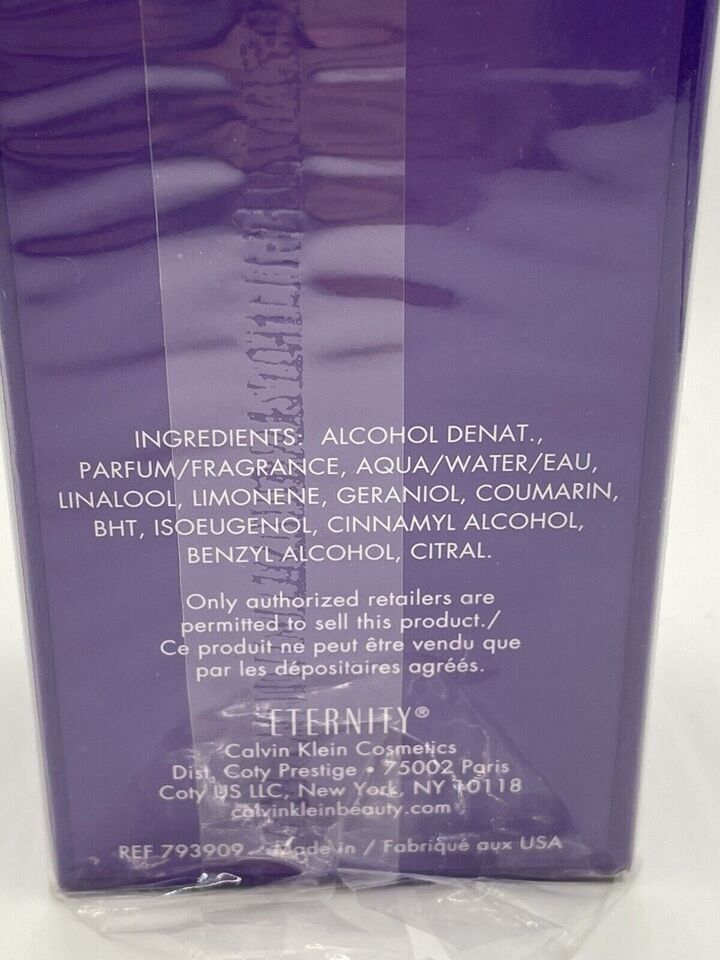 INGREDIENTS: ALCOHOL DENAT.,
PARFUM/FRAGRANCE, AQUA/WATER/EAU,
LINALOOL, LIMONENE, GERANIOL, COUMARIN,
BHT, ISOEUGENOL, CINNAMYL ALCOHOL,
BENZYL ALCOHOL, CITRAL.
Only authorized retailers are
permitted to sell this product./
Ce produit ne peut être vendu que
par les dépositaires agréés.
ETERNITY®
Calvin Klein Cosmetics
Dist. Coty Prestige • 75002 Paris
Coty US LLC, New York, NY 10118
calvinkleinbeauty.com
REF 793909 Made in / Fabriqué aux USA